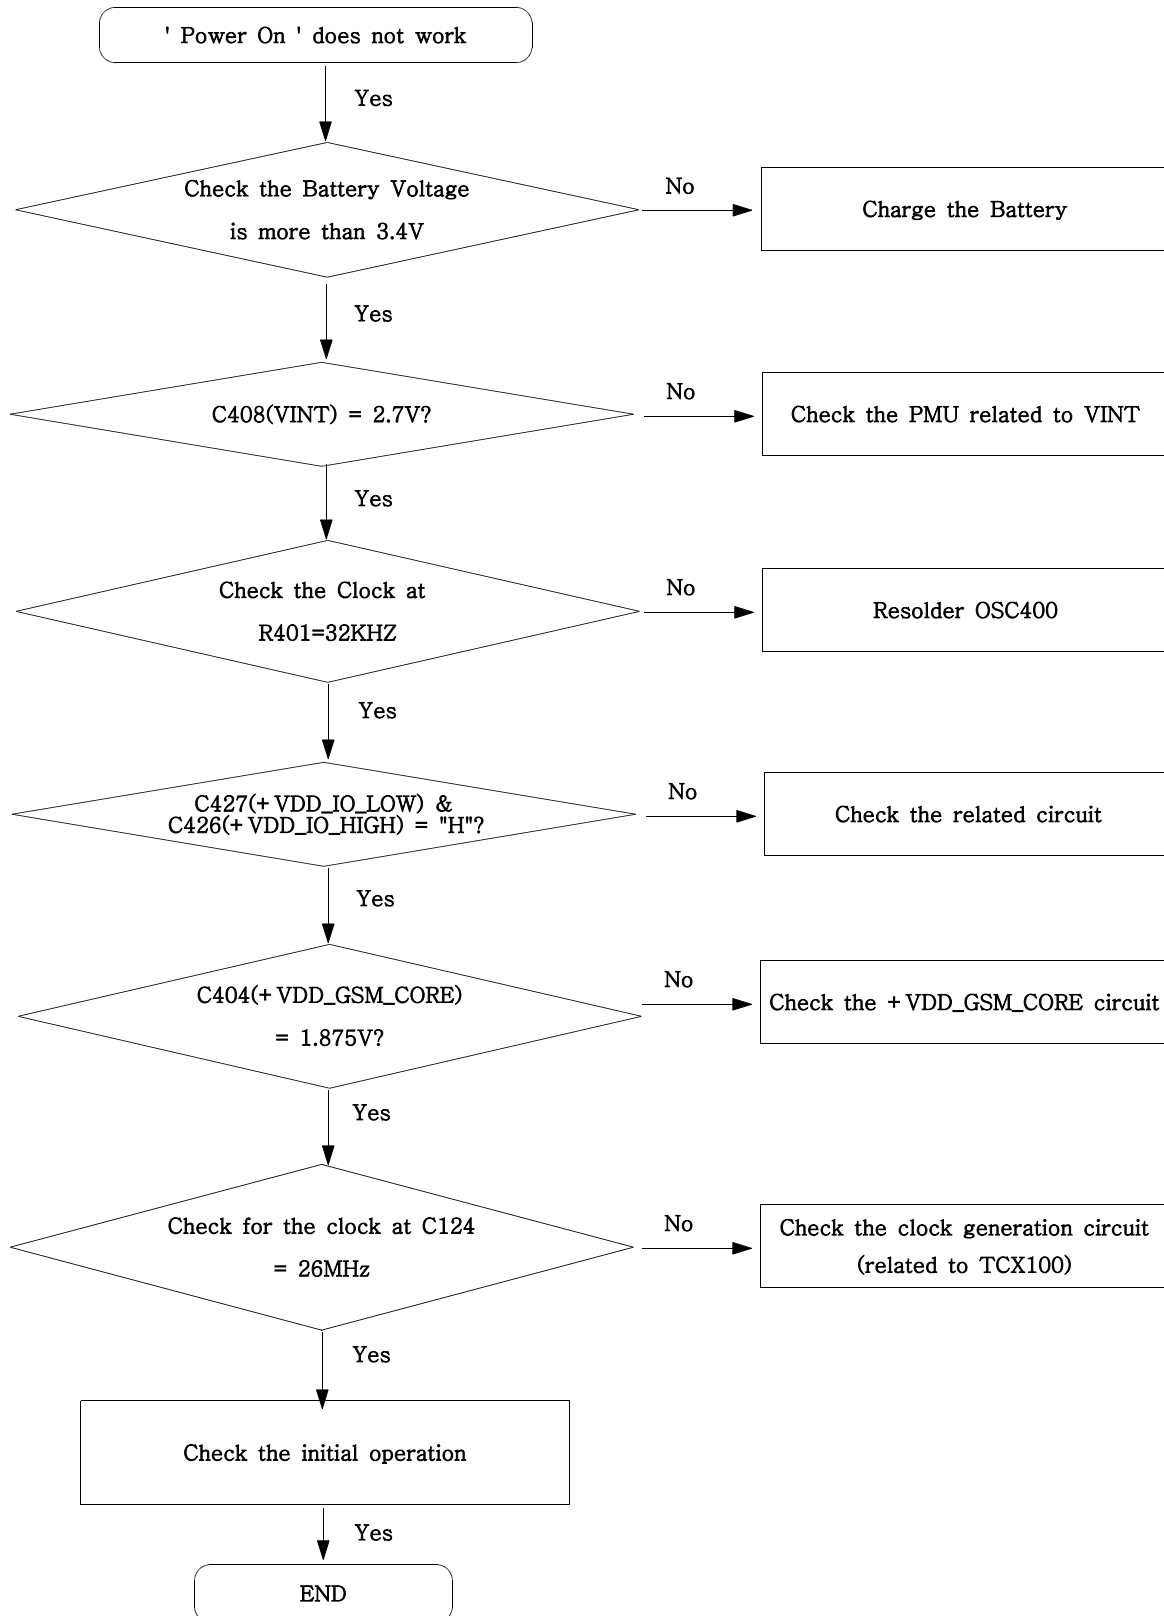 ' Power On ' does not work
Yes
Check the Battery Voltage
is more than 3.4V
No
Charge the Battery
Yes
C408(VINT) = 2.7V?
No
Check the PMU related to VINT
Yes
Check the Clock at
R401=32KHZ
No
Resolder OSC400
Yes
C427(+VDD_IO_LOW) &
C426(+VDD_IO_HIGH) = "H"?
No
Check the related circuit
Yes
C404(+VDD_GSM_CORE)
= 1.875V?
No
Check the +VDD_GSM_CORE circuit
Yes
Check for the clock at C124
= 26MHz
No
Check the clock generation circuit
(related to TCX100)
Yes
Check the initial operation
Yes
END